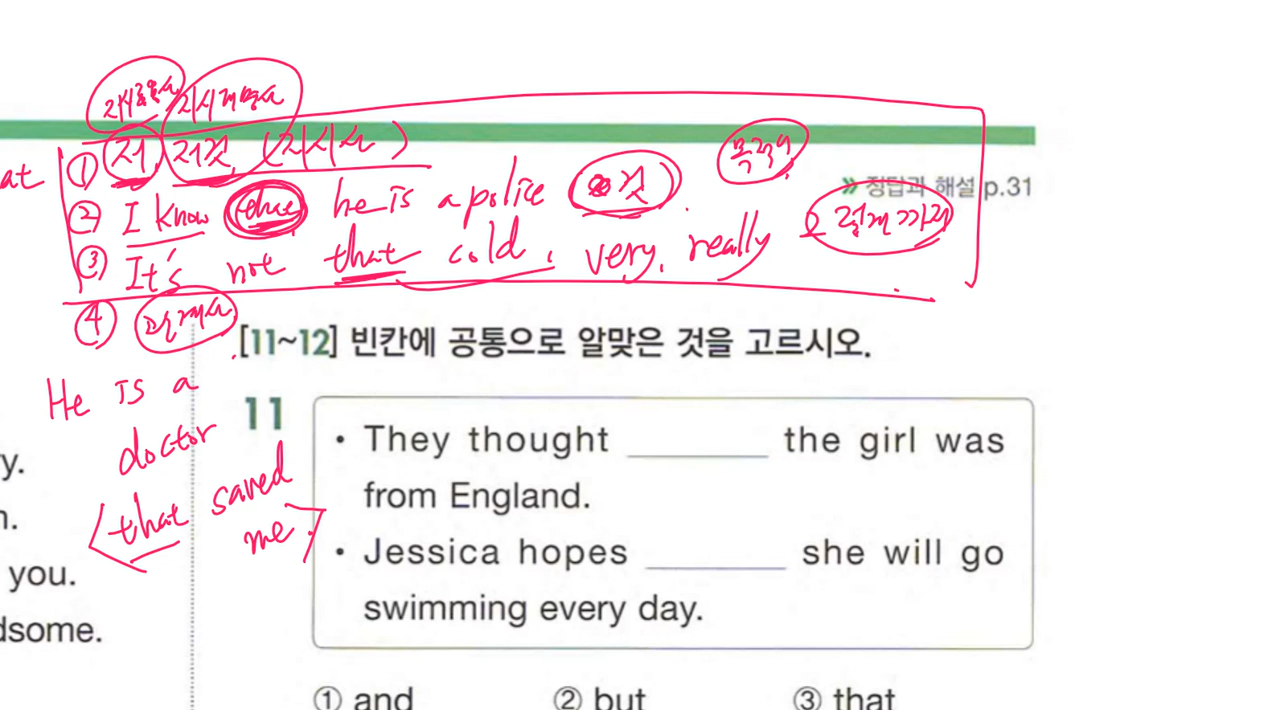 지시형용사 지시대명사
at ① 저, 저것, (지시사)
목적어
» 정답과 해설 p.31
② I know that he is a police 것
③ It's not that cold. very, really 그렇게까지
④ 관계사
He is a
doctor
that saved
me.
y.
n.
you.
dsome.
[11~12] 빈칸에 공통으로 알맞은 것을 고르시오.
11
• They thought ________ the girl was
from England.
• Jessica hopes ________ she will go
swimming every day.
① and ② but ③ that